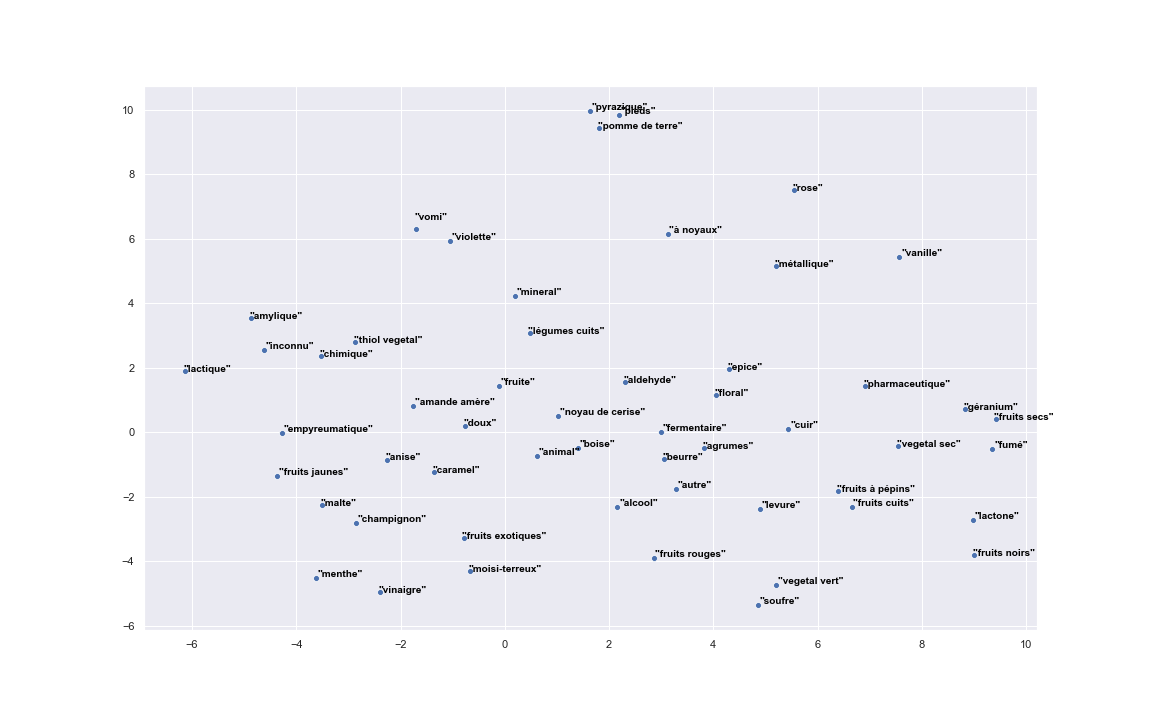 10
"pyrazique"
"pieds"
"pomme de terre"
8
"rose"
"vomi"
"violette"
"à noyaux"
6
"vanille"
"métallique"
"mineral"
4
"légumes cuits"
"amylique"
"thiol vegetal"
"inconnu"
"chimique"
2
"lactique"
"epice"
"aldehyde"
"fruite"
"pharmaceutique"
"floral"
"amande amère"
"noyau de cerise"
"géranium"
"fruits secs"
0
"empyreumatique"
"doux"
"fermentaire"
"cuir"
"boise"
"agrumes"
"vegetal sec"
"fumé"
"animal"
"anise"
"beurre"
"caramel"
"fruits jaunes"
−2
"autre"
"fruits à pépins"
"malte"
"alcool"
"levure"
"fruits cuits"
"champignon"
"lactone"
"fruits exotiques"
−4
"fruits rouges"
"fruits noirs"
"menthe"
"moisi-terreux"
"vegetal vert"
"vinaigre"
"soufre"
−6
−6 −4 −2 0 2 4 6 8 10